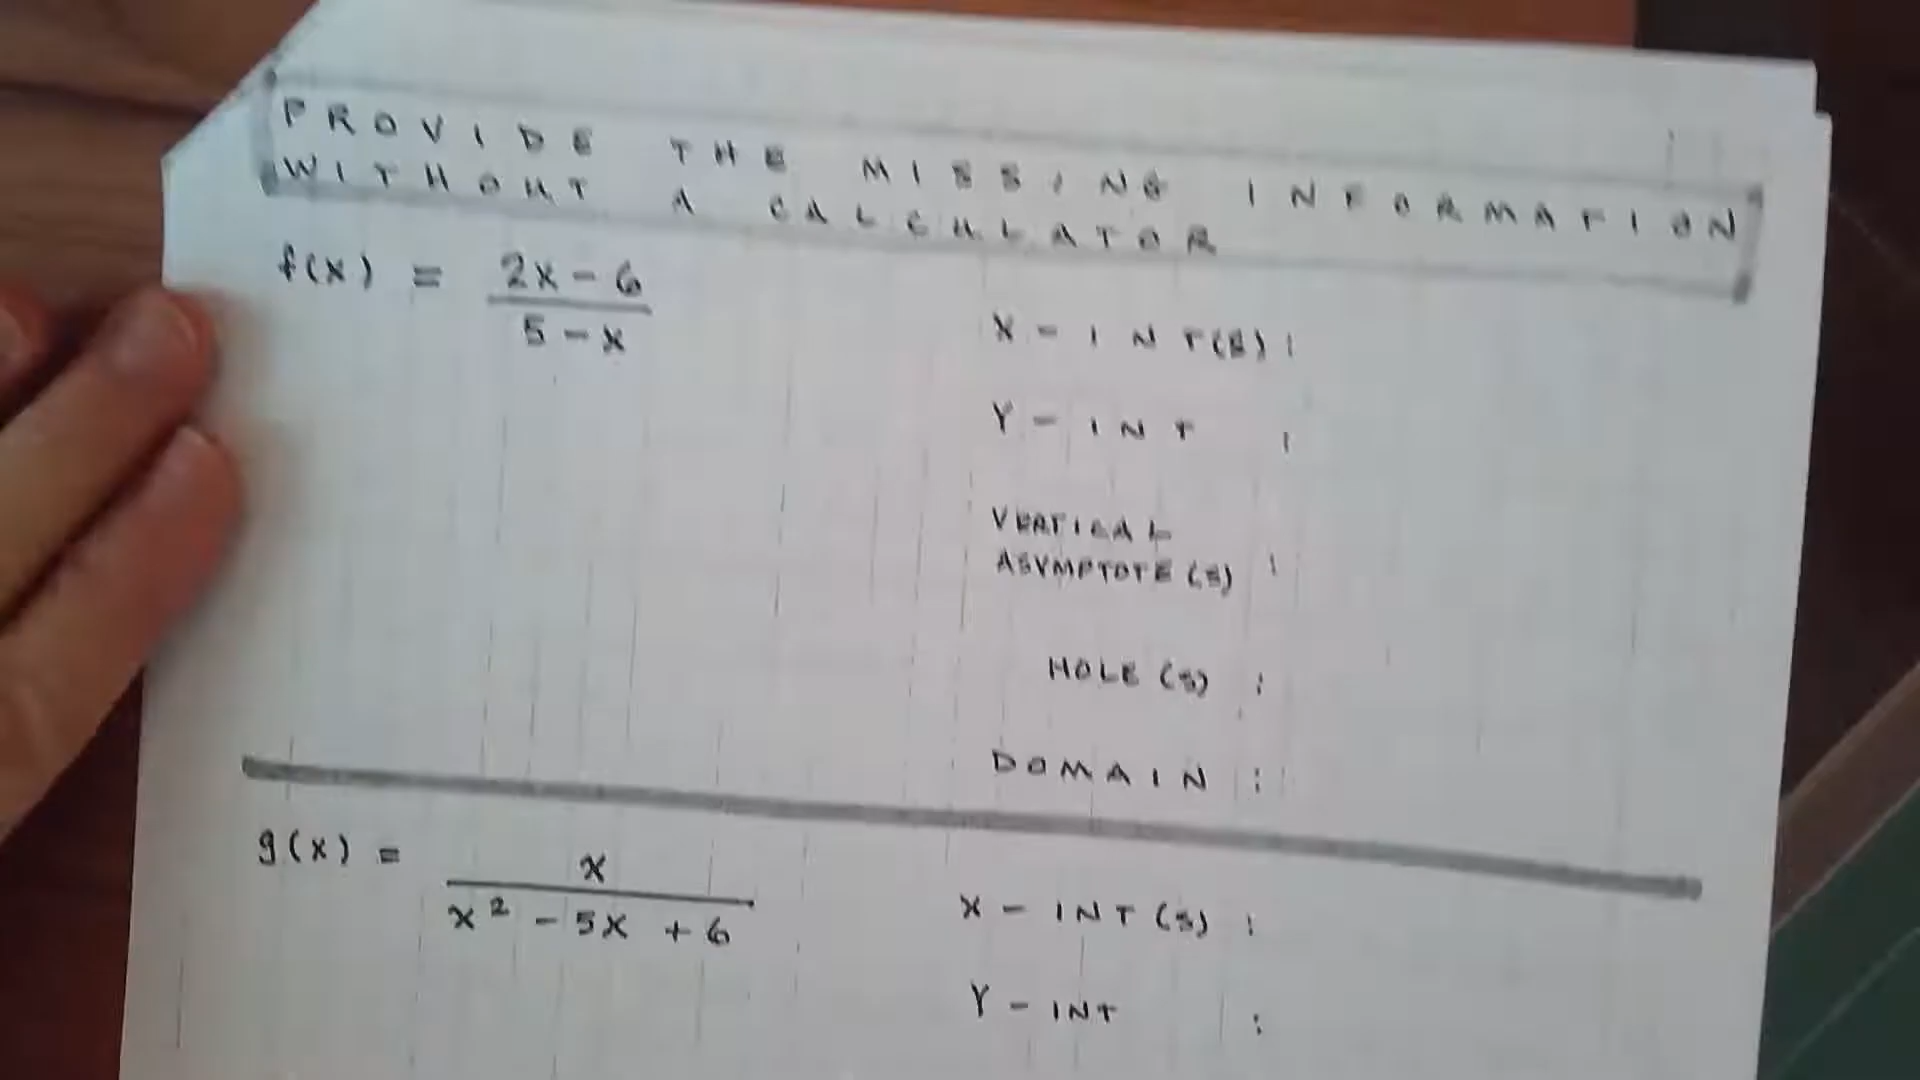 PROVIDE THE MISSING INFORMATION
WITHOUT A CALCULATOR
f(x) = 2x - 6
5 - x
X - INT(S) :
Y - INT :
VERTICAL
ASYMPTOTE (S) :
HOLE (S) :
DOMAIN :
g(x) = x
x² - 5x + 6
X - INT (S) :
Y - INT :